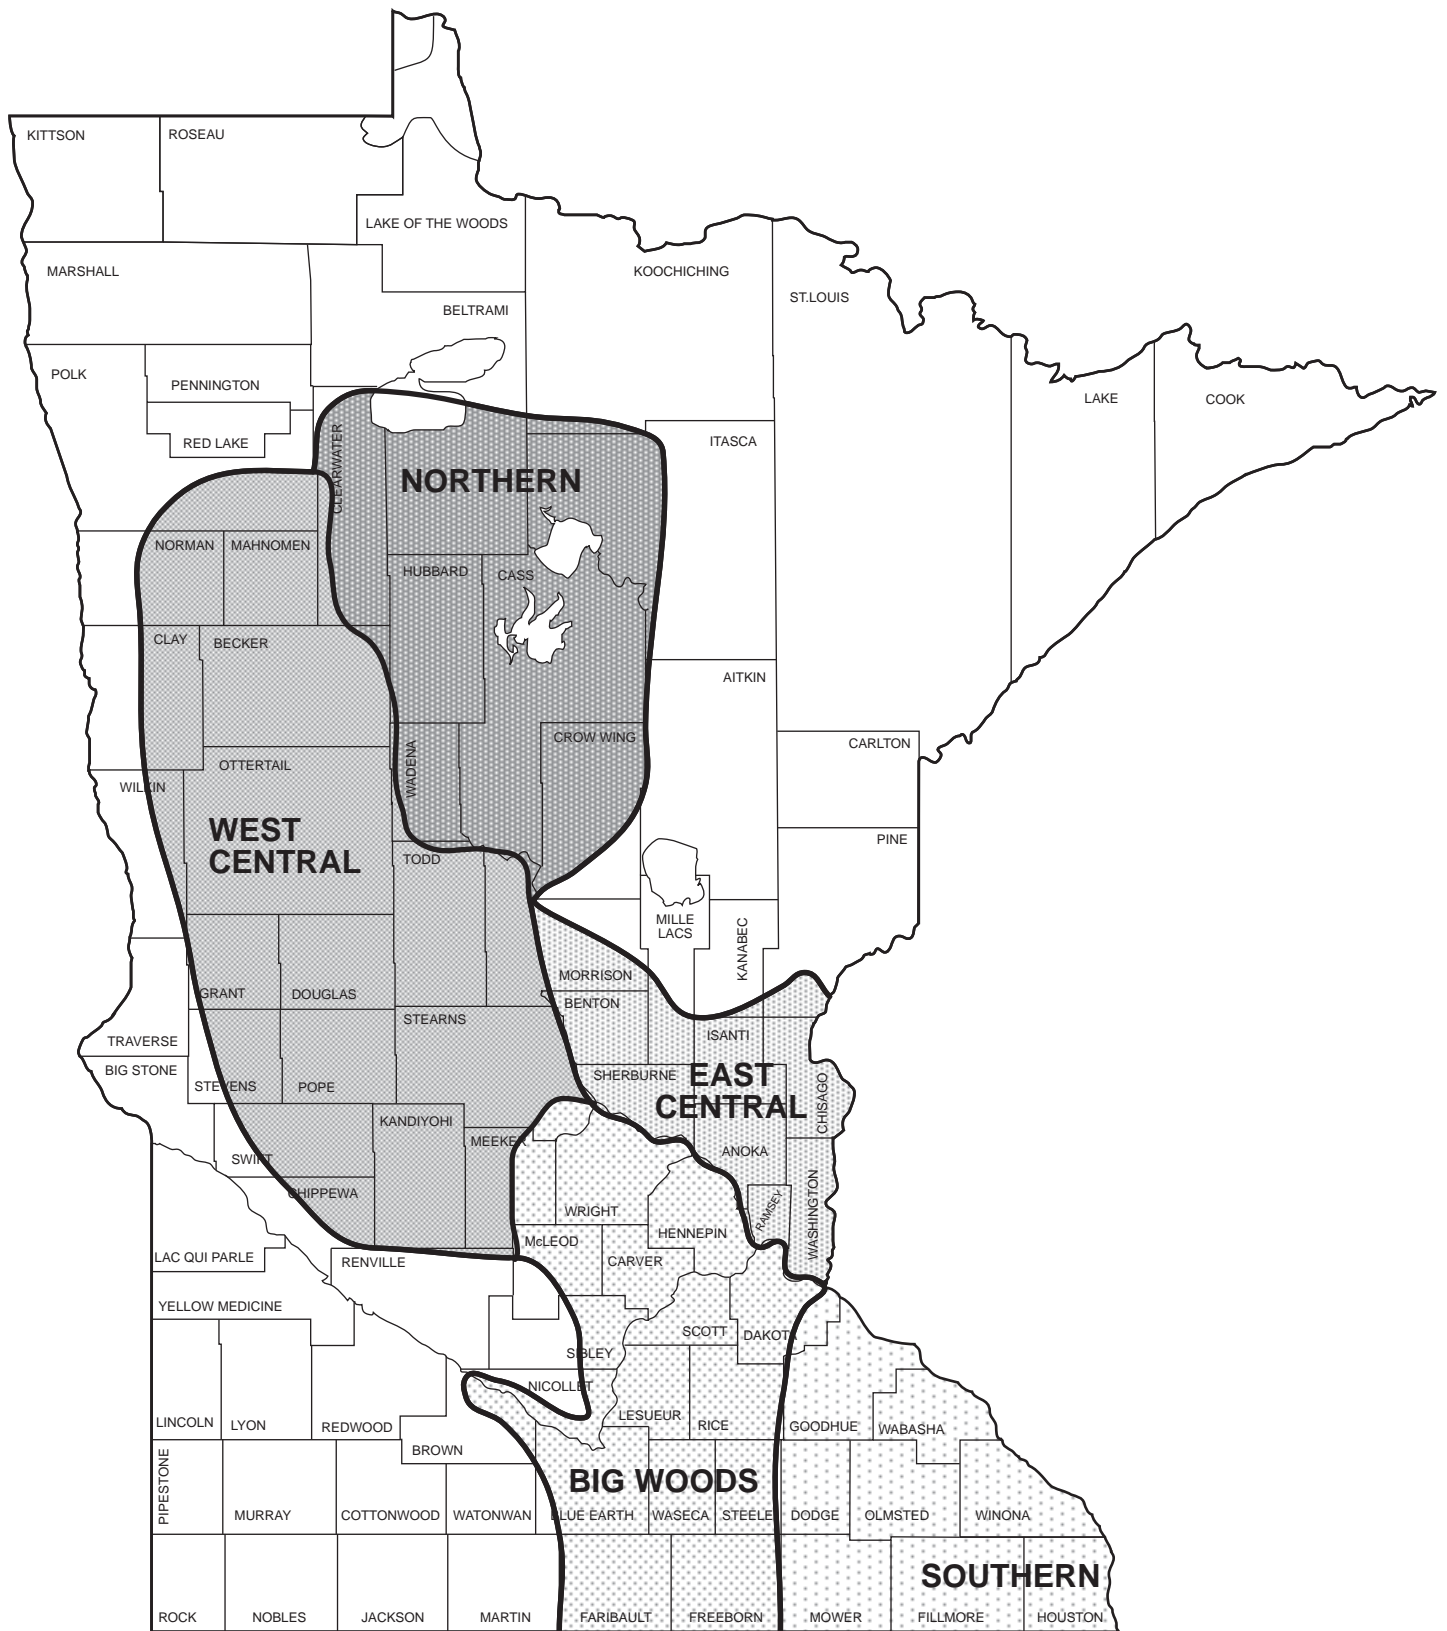 KITTSON
ROSEAU
LAKE OF THE WOODS
MARSHALL
KOOCHICHING
ST.LOUIS
BELTRAMI
POLK
PENNINGTON
LAKE
COOK
RED LAKE
ITASCA
CLEARWATER
NORTHERN
NORMAN
MAHNOMEN
HUBBARD
CASS
CLAY
BECKER
AITKIN
CROW WING
CARLTON
OTTERTAIL
WADENA
WILKIN
WEST
CENTRAL
PINE
TODD
MILLE
LACS
KANABEC
MORRISON
GRANT
DOUGLAS
BENTON
STEARNS
ISANTI
TRAVERSE
BIG STONE
STEVENS
POPE
SHERBURNE
EAST
CENTRAL
CHISAGO
KANDIYOHI
MEEKER
ANOKA
SWIFT
CHIPPEWA
WRIGHT
RAMSEY
WASHINGTON
HENNEPIN
McLEOD
LAC QUI PARLE
RENVILLE
CARVER
YELLOW MEDICINE
SCOTT
DAKOTA
SIBLEY
NICOLLET
LINCOLN
LYON
REDWOOD
LESUEUR
RICE
GOODHUE
WABASHA
BROWN
PIPESTONE
BIG WOODS
MURRAY
COTTONWOOD
WATONWAN
BLUE EARTH
WASECA
STEELE
DODGE
OLMSTED
WINONA
SOUTHERN
ROCK
NOBLES
JACKSON
MARTIN
FARIBAULT
FREEBORN
MOWER
FILLMORE
HOUSTON